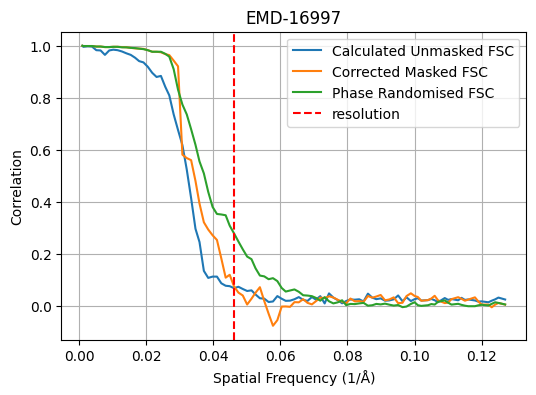 EMD-16997
Calculated Unmasked FSC
Corrected Masked FSC
Phase Randomised FSC
resolution
Correlation
1.0
0.8
0.6
0.4
0.2
0.0
0.00 0.02 0.04 0.06 0.08 0.10 0.12
Spatial Frequency (1/Å)